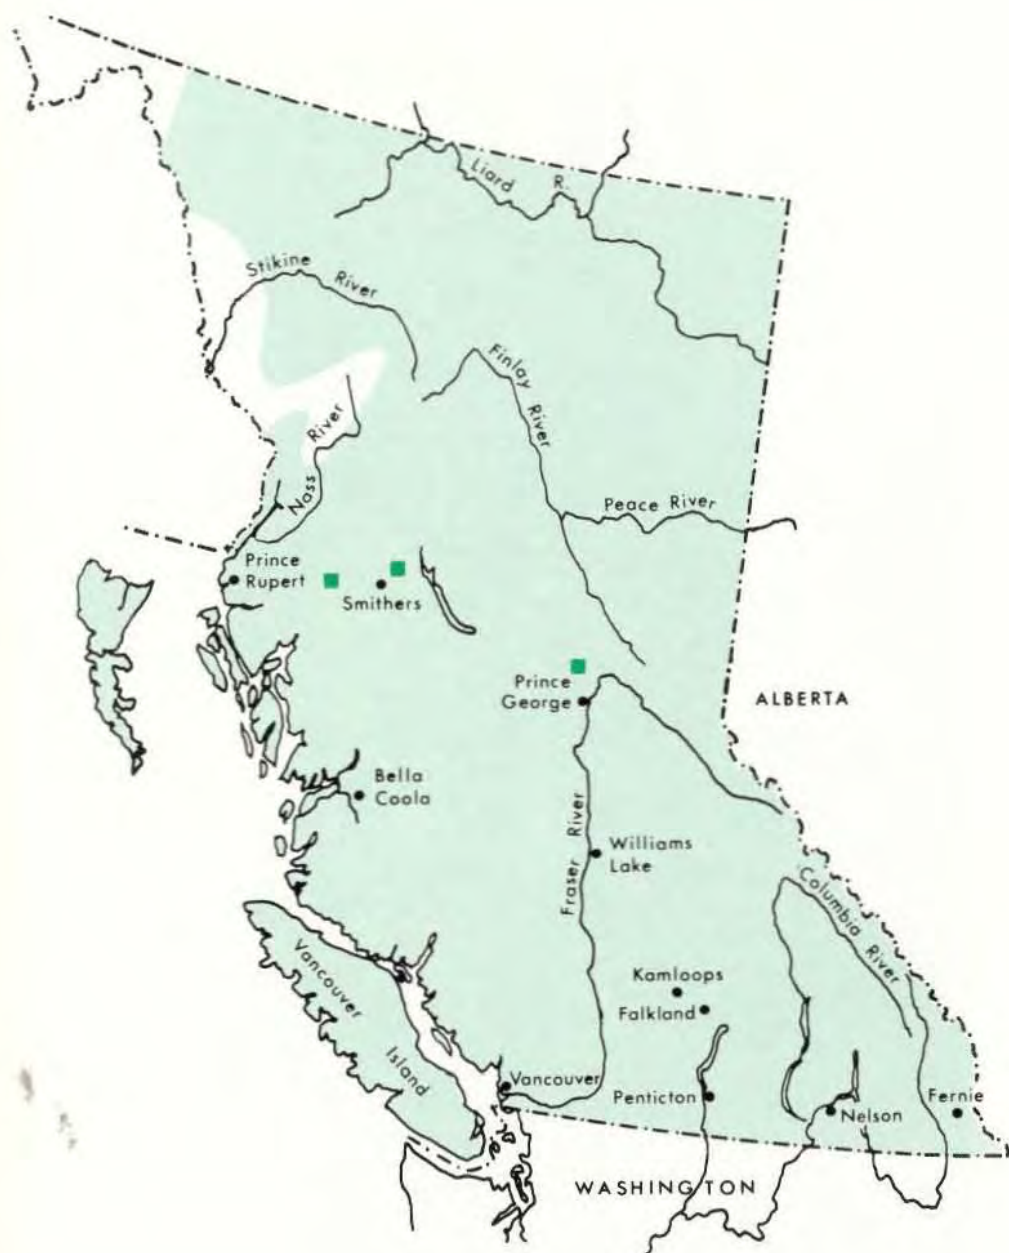 Liard R.
Stikine River
Finlay River
Nass River
Peace River
Prince
Rupert
Smithers
Prince
George
ALBERTA
Bella
Coola
Fraser River
Williams
Lake
Columbia River
Vancouver Island
Kamloops
Falkland
Vancouver
Penticton
Nelson
Fernie
WASHINGTON